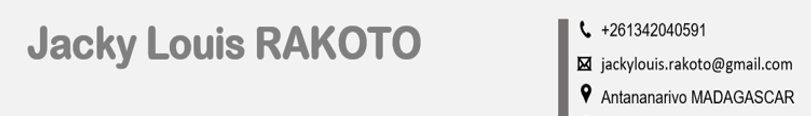 Jacky Louis RAKOTO
+261342040591
jackylouis.rakoto@gmail.com
Antananarivo MADAGASCAR